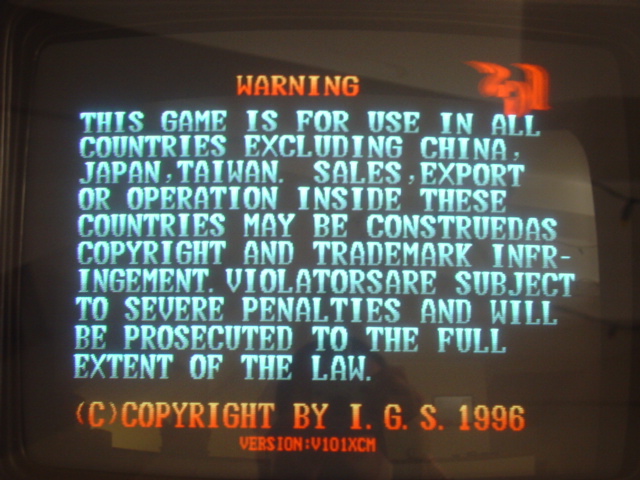 WARNING
THIS GAME IS FOR USE IN ALL
COUNTRIES EXCLUDING CHINA,
JAPAN,TAIWAN. SALES,EXPORT
OR OPERATION INSIDE THESE
COUNTRIES MAY BE CONSTRUEDAS
COPYRIGHT AND TRADEMARK INFR-
INGEMENT. VIOLATORSARE SUBJECT
TO SEVERE PENALTIES AND WILL
BE PROSECUTED TO THE FULL
EXTENT OF THE LAW.
(C)COPYRIGHT BY I. G. S. 1996
VERSION:V101XCM